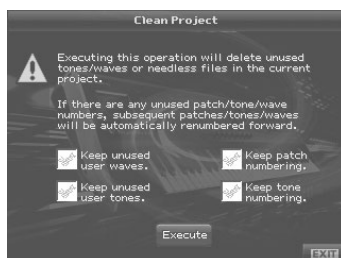 Clean Project
Executing this operation will delete unused
tones/waves or needless files in the current
project.
If there are any unused patch/tone/wave
numbers, subsequent patches/tones/waves
will be automatically renumbered forward.
Keep unused
user waves.
Keep patch
numbering.
Keep unused
user tones.
Keep tone
numbering.
Execute
EXIT